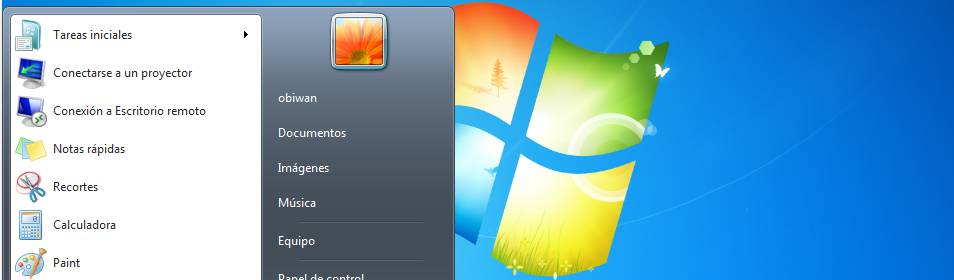 Tareas iniciales
Conectarse a un proyector
Conexión a Escritorio remoto
Notas rápidas
Recortes
Calculadora
Paint
obiwan
Documentos
Imágenes
Música
Equipo
Panel de control